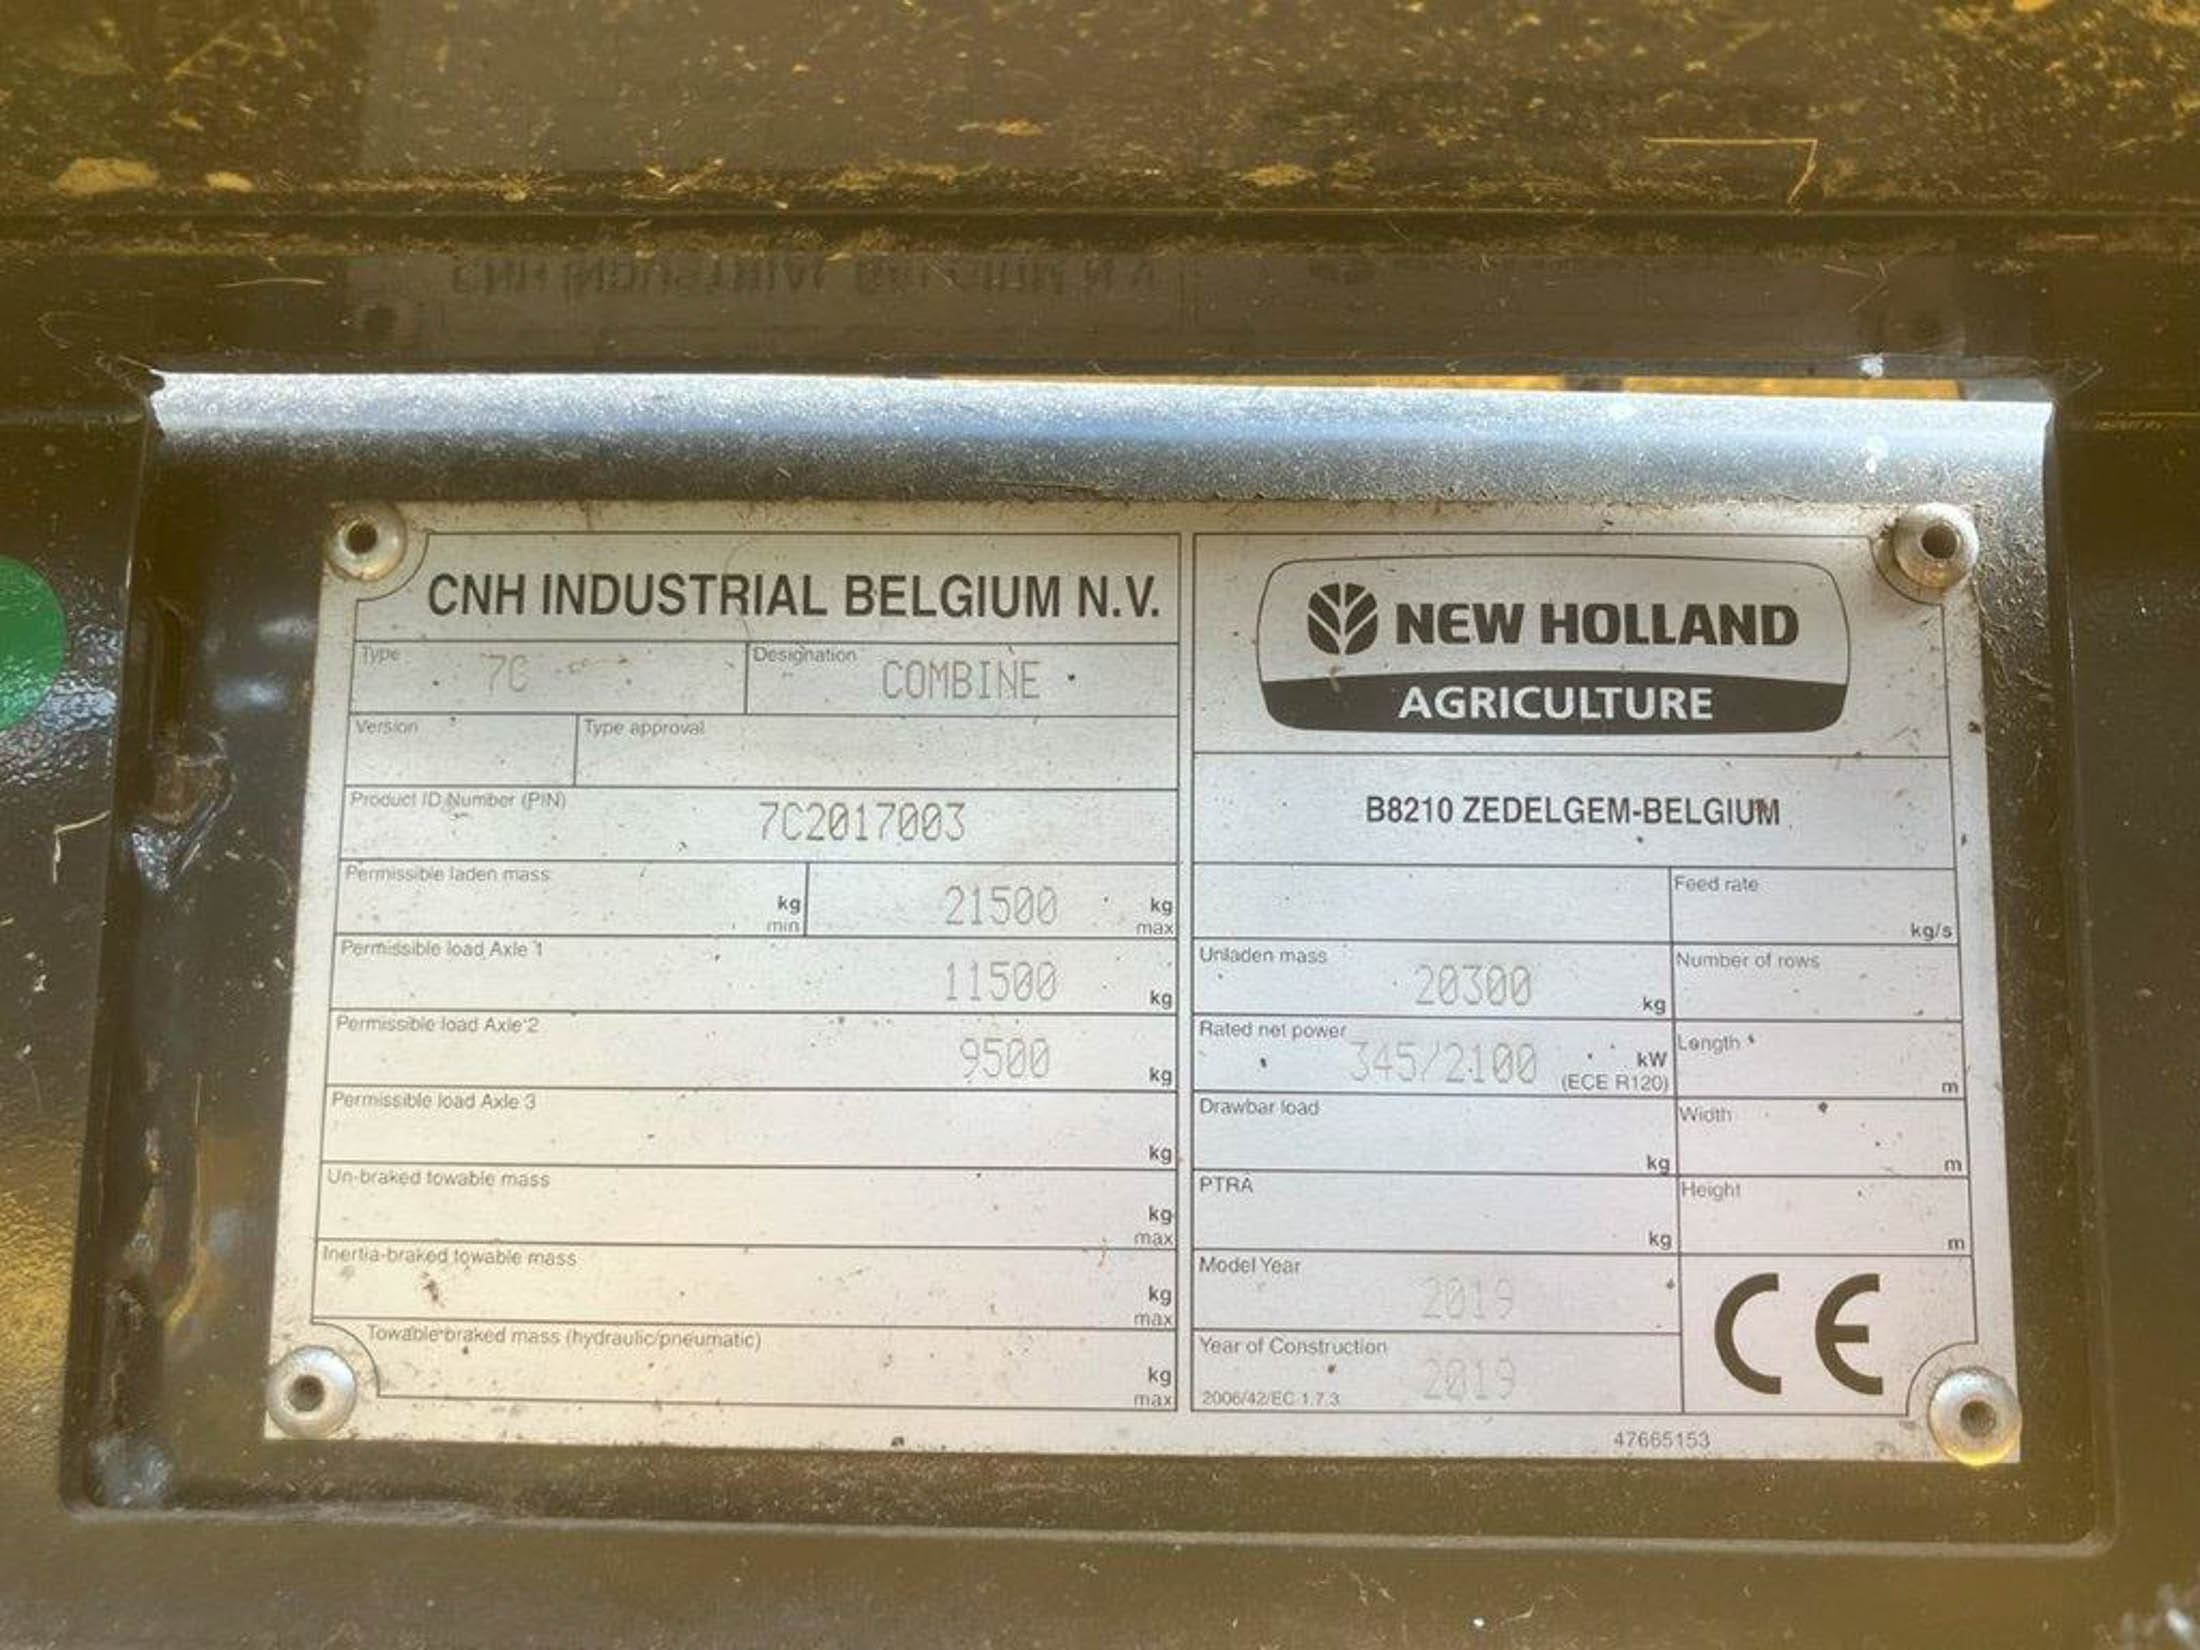 CNH INDUSTRIAL BELGIUM N.V.
Type 7C
Designation COMBINE
Version
Type approval
Product ID Number (PIN) 7C2017003
Permissible laden mass kg min 21500 kg max
Permissible load Axle 1 11500 kg
Permissible load Axle 2 9500 kg
Permissible load Axle 3 kg
Un-braked towable mass kg max
Inertia-braked towable mass kg max
Towable braked mass (hydraulic/pneumatic) kg max
NEW HOLLAND
AGRICULTURE
B8210 ZEDELGEM-BELGIUM
Feed rate kg/s
Unladen mass 20300 kg
Number of rows
Rated net power 345/2100 kW (ECE R120)
Length m
Drawbar load kg
Width m
PTRA kg
Height m
Model Year 2019
Year of Construction 2019
2006/42/EC 1.7.3
CE
47665153